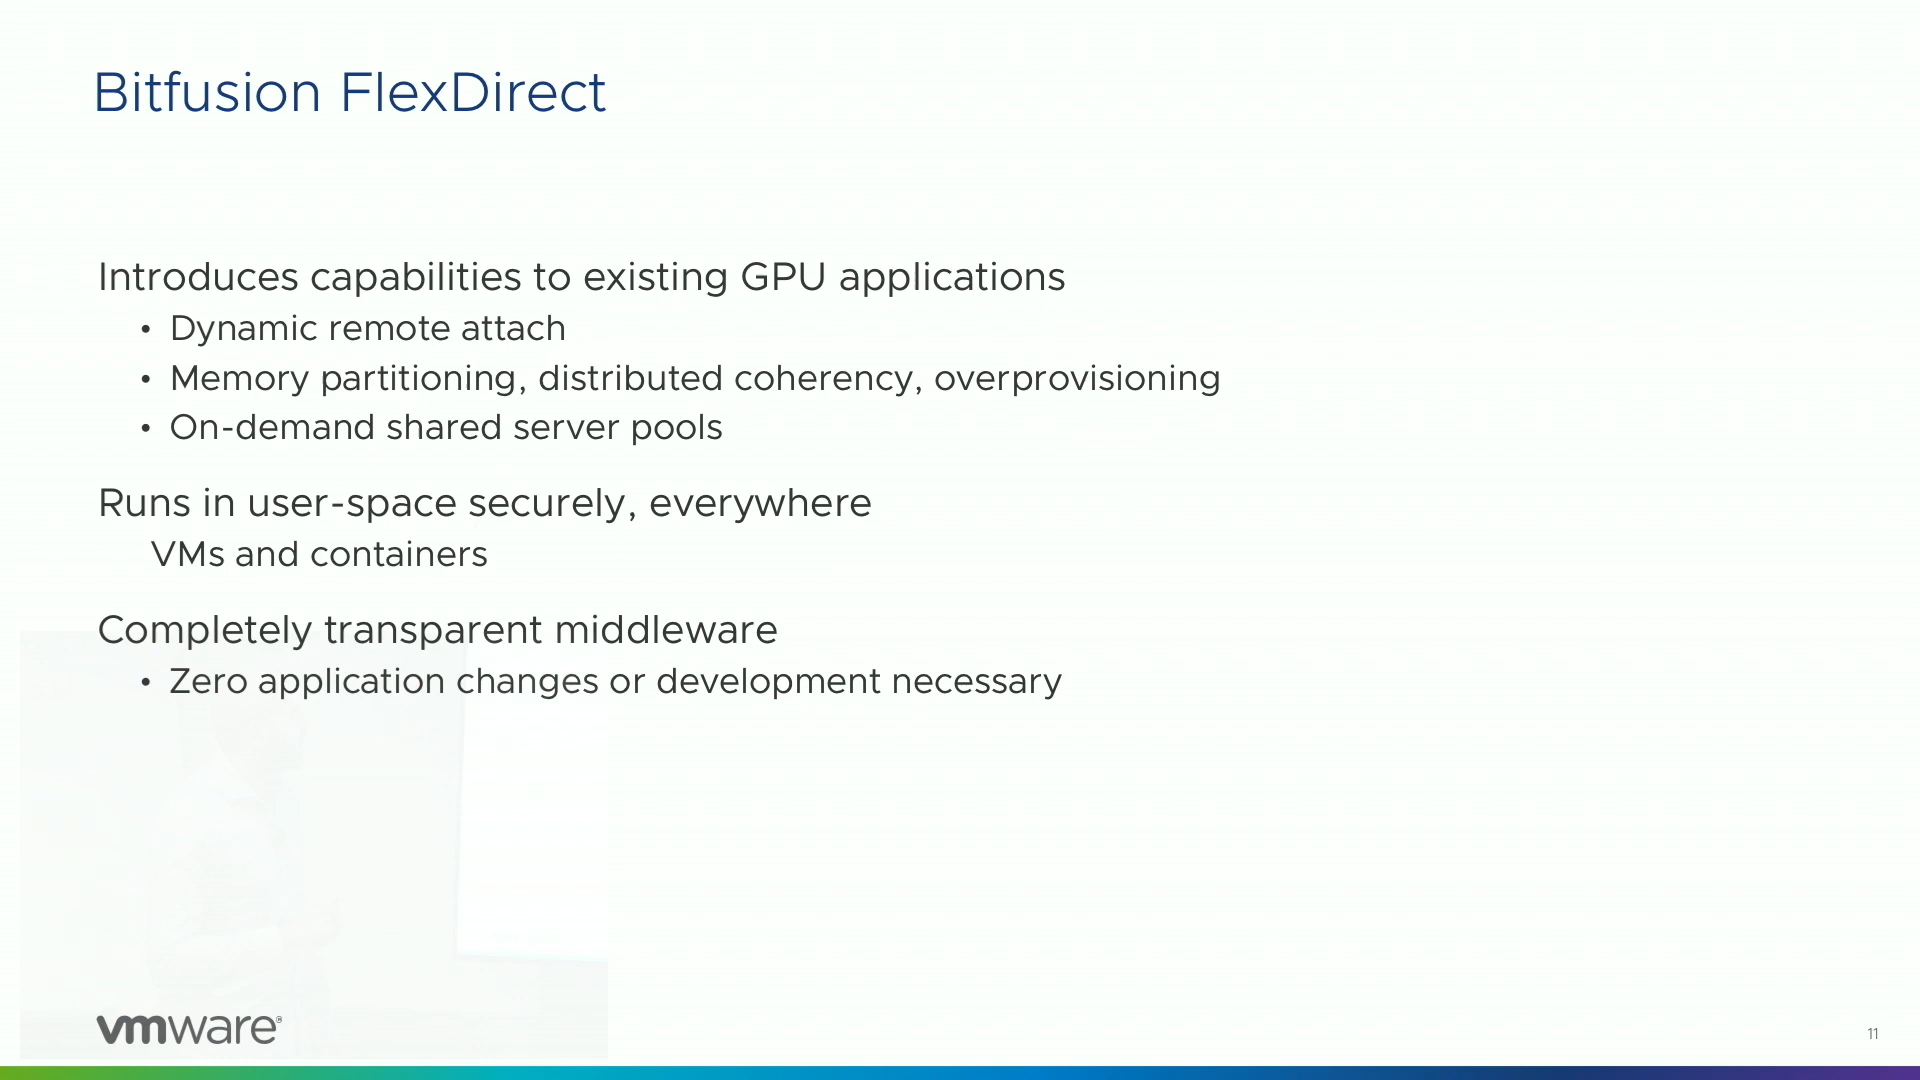 Bitfusion FlexDirect
Introduces capabilities to existing GPU applications
• Dynamic remote attach
• Memory partitioning, distributed coherency, overprovisioning
• On-demand shared server pools
Runs in user-space securely, everywhere
VMs and containers
Completely transparent middleware
• Zero application changes or development necessary
vmware®
11